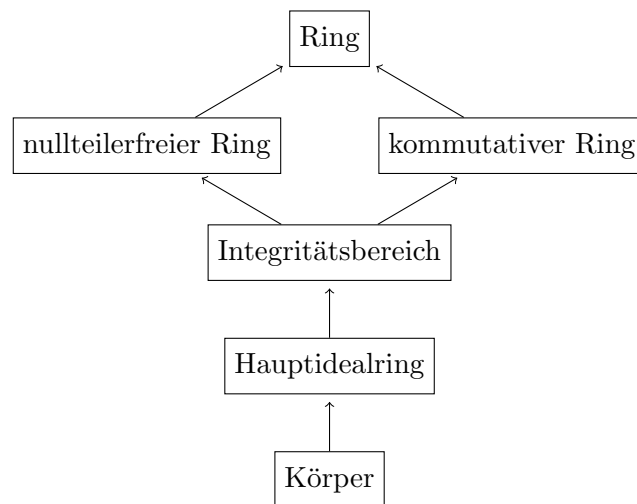 Ring
nullteilerfreier Ring
kommutativer Ring
Integritätsbereich
Hauptidealring
Körper